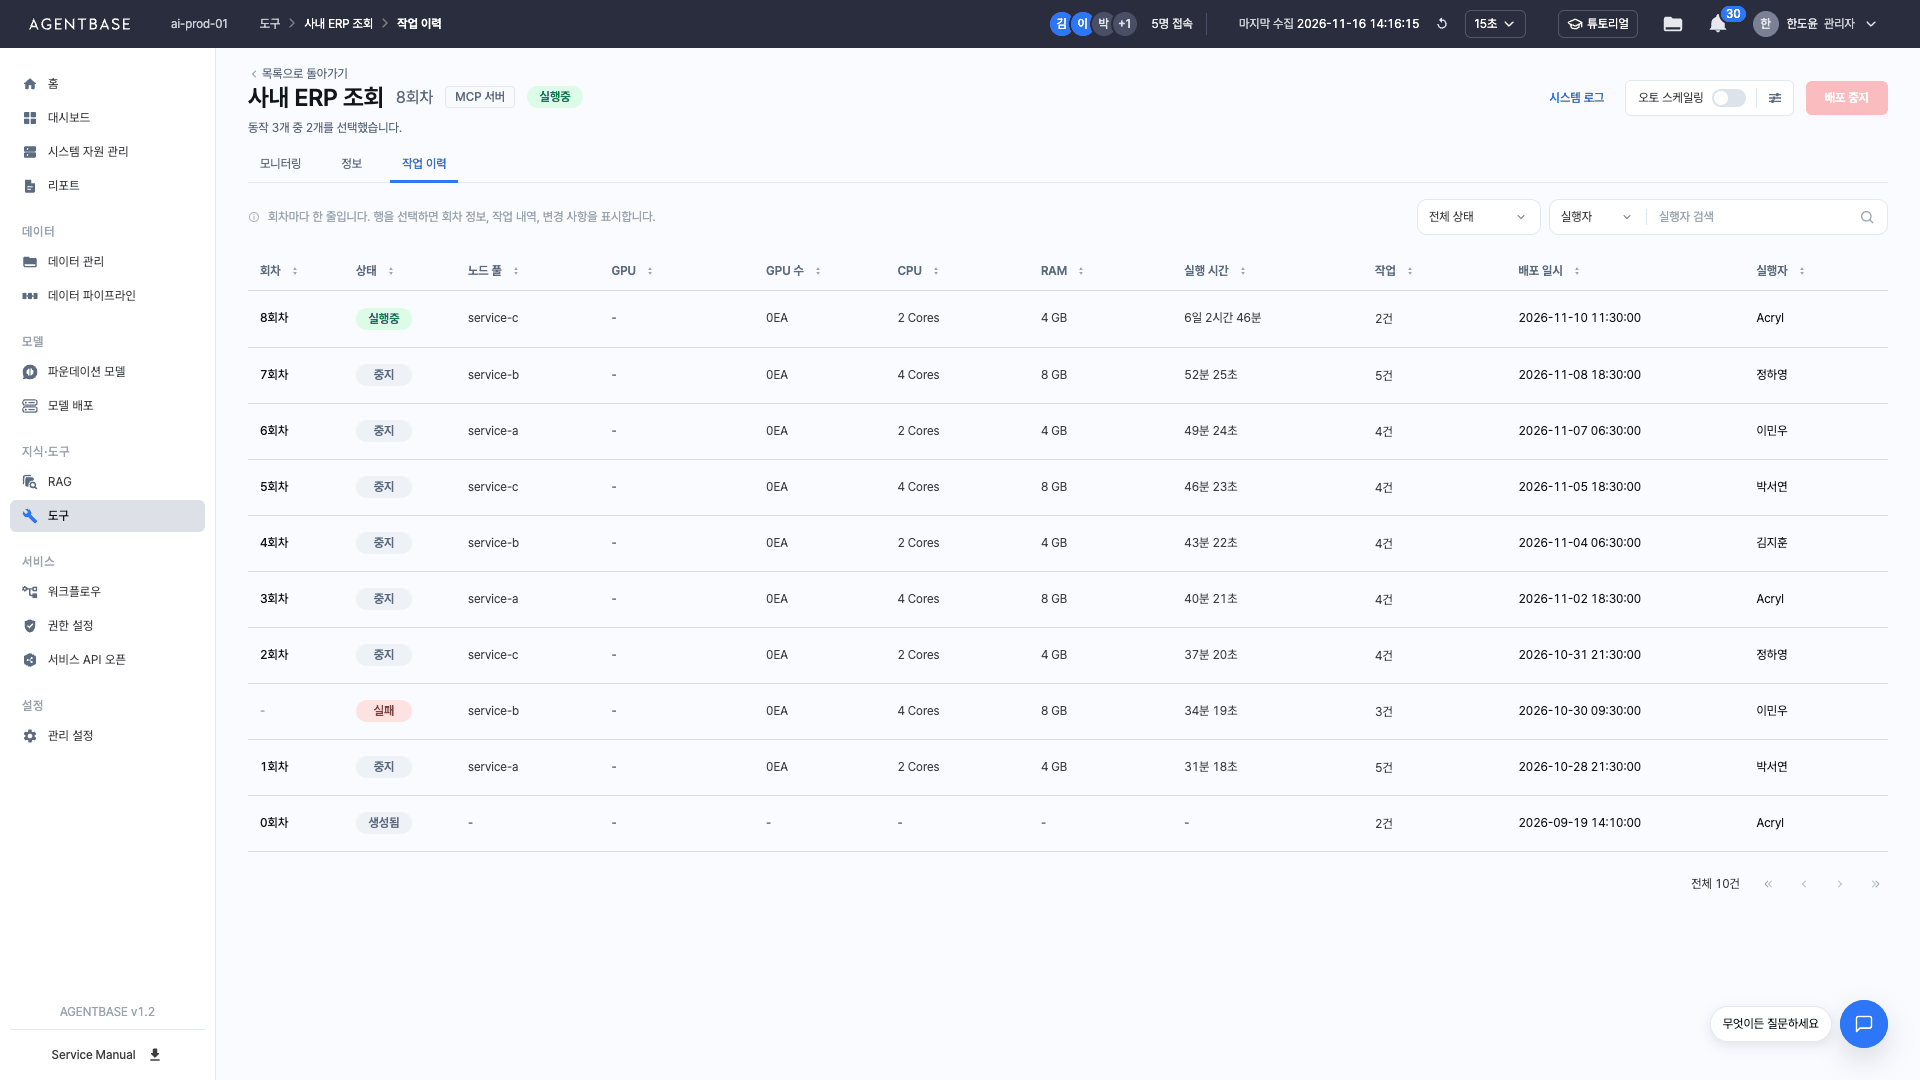 AGENTBASE
ai-prod-01
도구 > 사내 ERP 조회 > 작업 이력
김 이 박 +1 5명 접속
마지막 수집 2026-11-16 14:16:15
15초
튜토리얼
30
한 한도윤 관리자
홈
대시보드
시스템 자원 관리
리포트
데이터
데이터 관리
데이터 파이프라인
모델
파운데이션 모델
모델 배포
지식·도구
RAG
도구
서비스
워크플로우
권한 설정
서비스 API 오픈
설정
관리 설정
AGENTBASE v1.2
Service Manual
목록으로 돌아가기
사내 ERP 조회 8회차 MCP 서버 실행중
동작 3개 중 2개를 선택했습니다.
시스템 로그
오토 스케일링
배포 중지
모니터링 정보 작업 이력
회차마다 한 줄입니다. 행을 선택하면 회차 정보, 작업 내역, 변경 사항을 표시합니다.
전체 상태
실행자
실행자 검색
회차 상태 노드 풀 GPU GPU 수 CPU RAM 실행 시간 작업 배포 일시 실행자
8회차 실행중 service-c - 0EA 2 Cores 4 GB 6일 2시간 46분 2건 2026-11-10 11:30:00 Acryl
7회차 중지 service-b - 0EA 4 Cores 8 GB 52분 25초 5건 2026-11-08 18:30:00 정하영
6회차 중지 service-a - 0EA 2 Cores 4 GB 49분 24초 4건 2026-11-07 06:30:00 이민우
5회차 중지 service-c - 0EA 4 Cores 8 GB 46분 23초 4건 2026-11-05 18:30:00 박서연
4회차 중지 service-b - 0EA 2 Cores 4 GB 43분 22초 4건 2026-11-04 06:30:00 김지훈
3회차 중지 service-a - 0EA 4 Cores 8 GB 40분 21초 4건 2026-11-02 18:30:00 Acryl
2회차 중지 service-c - 0EA 2 Cores 4 GB 37분 20초 4건 2026-10-31 21:30:00 정하영
- 실패 service-b - 0EA 4 Cores 8 GB 34분 19초 3건 2026-10-30 09:30:00 이민우
1회차 중지 service-a - 0EA 2 Cores 4 GB 31분 18초 5건 2026-10-28 21:30:00 박서연
0회차 생성됨 - - - - - - 2건 2026-09-19 14:10:00 Acryl
전체 10건
무엇이든 질문하세요